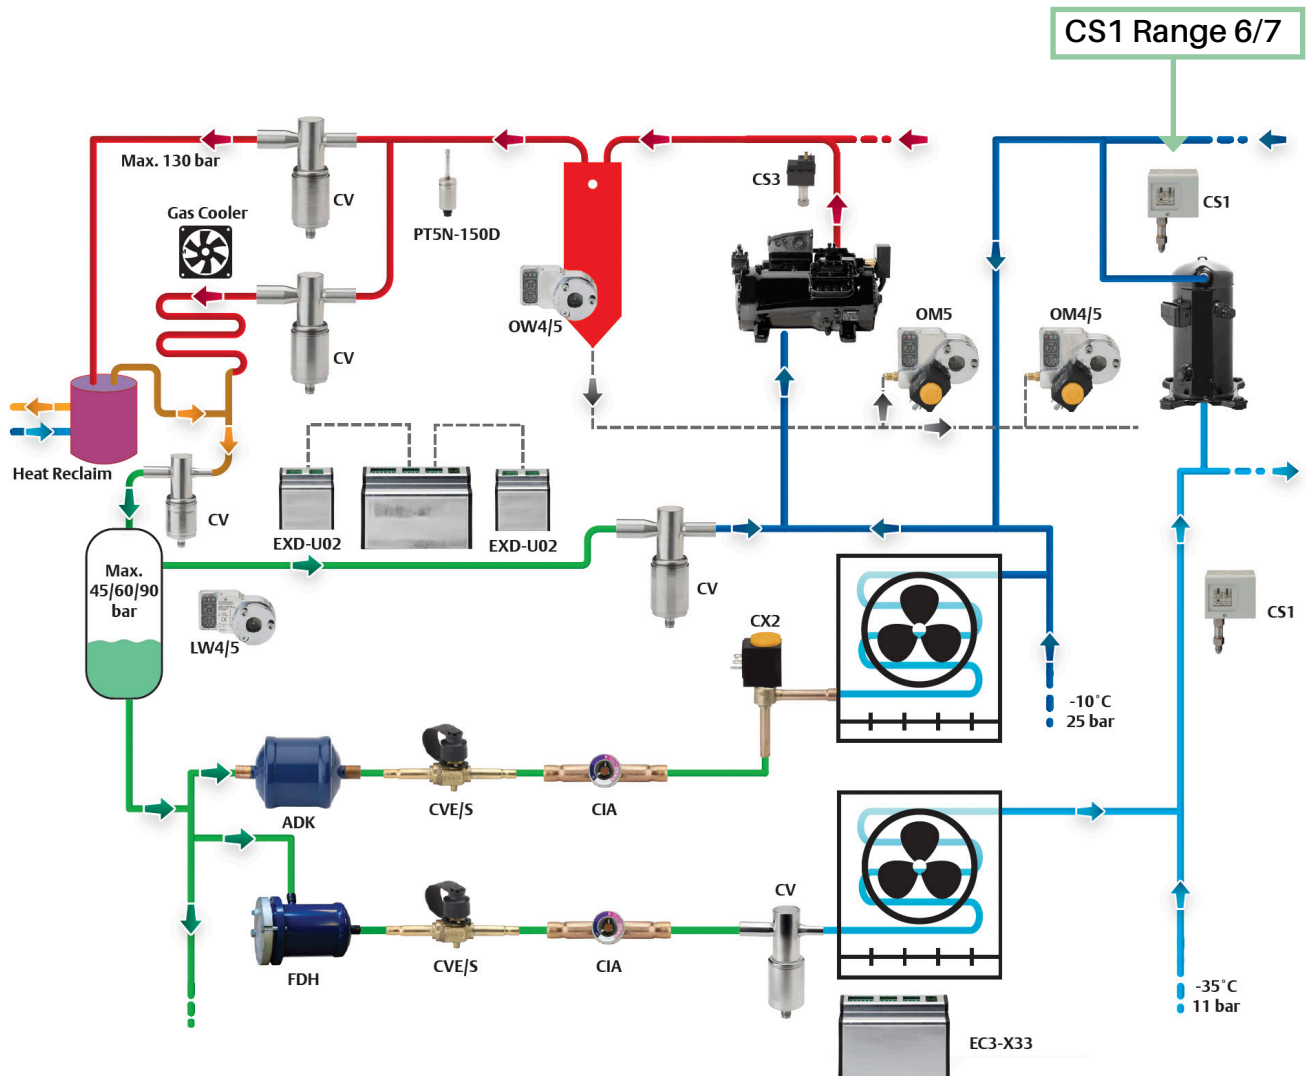 CS1 Range 6/7
Max. 130 bar
CV
PT5N-150D
CS3
CS1
Gas Cooler
OW4/5
OM5
OM4/5
CV
Heat Reclaim
CV
EXD-U02
EXD-U02
Max.
45/60/90
bar
LW4/5
CV
CX2
CS1
-10°C
25 bar
ADK
CVE/S
CIA
FDH
CVE/S
CIA
CV
-35°C
11 bar
EC3-X33